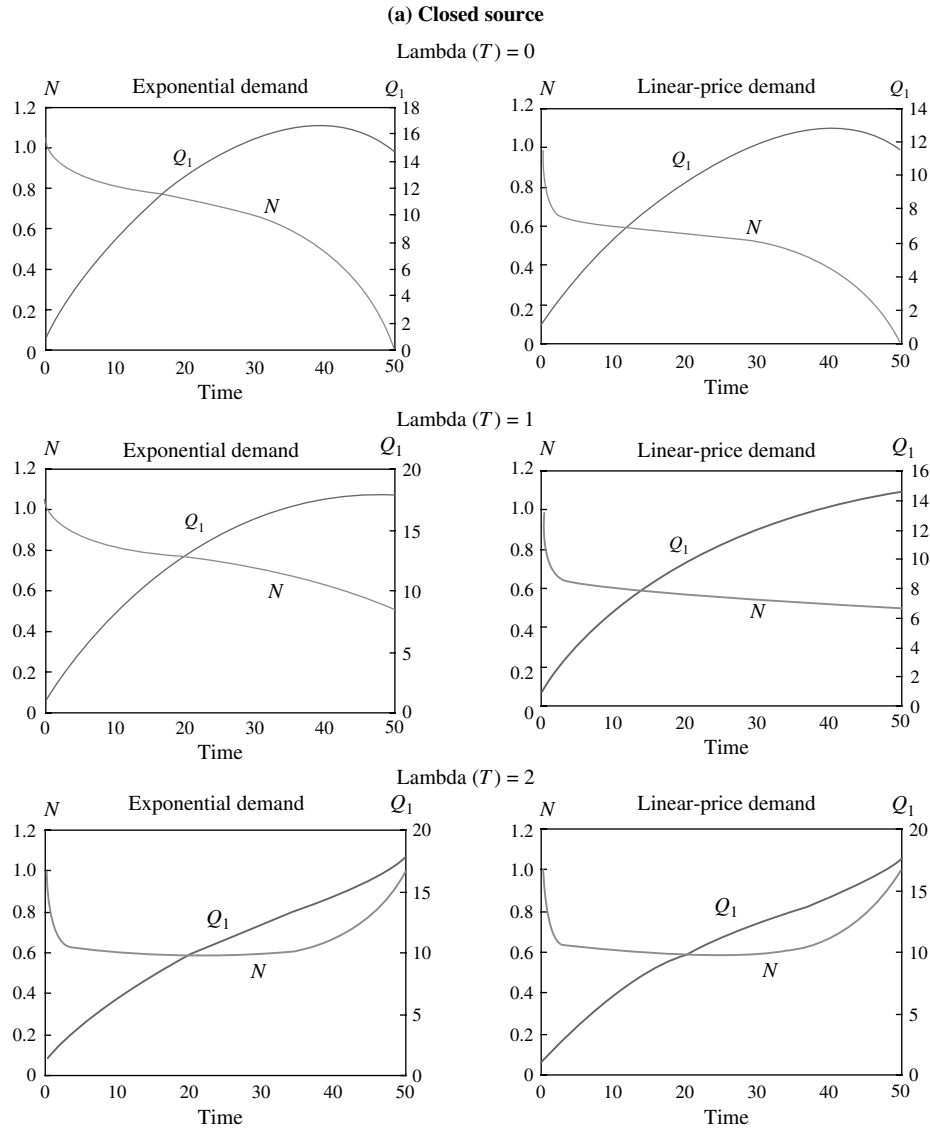 (a) Closed source
Lambda (T) = 0
N Exponential demand Q1
1.2
1.0
0.8
0.6
0.4
0.2
0
18
16
14
12
10
8
6
4
2
0
Q1
N
0 10 20 30 40 50
Time
N Linear-price demand Q1
1.2
1.0
0.8
0.6
0.4
0.2
0
14
12
10
8
6
4
2
0
Q1
N
0 10 20 30 40 50
Time
Lambda (T) = 1
N Exponential demand Q1
1.2
1.0
0.8
0.6
0.4
0.2
0
20
15
10
5
0
Q1
N
0 10 20 30 40 50
Time
N Linear-price demand Q1
1.2
1.0
0.8
0.6
0.4
0.2
0
16
14
12
10
8
6
4
2
0
Q1
N
0 10 20 30 40 50
Time
Lambda (T) = 2
N Exponential demand Q1
1.2
1.0
0.8
0.6
0.4
0.2
0
20
15
10
5
0
Q1
N
0 10 20 30 40 50
Time
N Linear-price demand Q1
1.2
1.0
0.8
0.6
0.4
0.2
0
20
15
10
5
0
Q1
N
0 10 20 30 40 50
Time